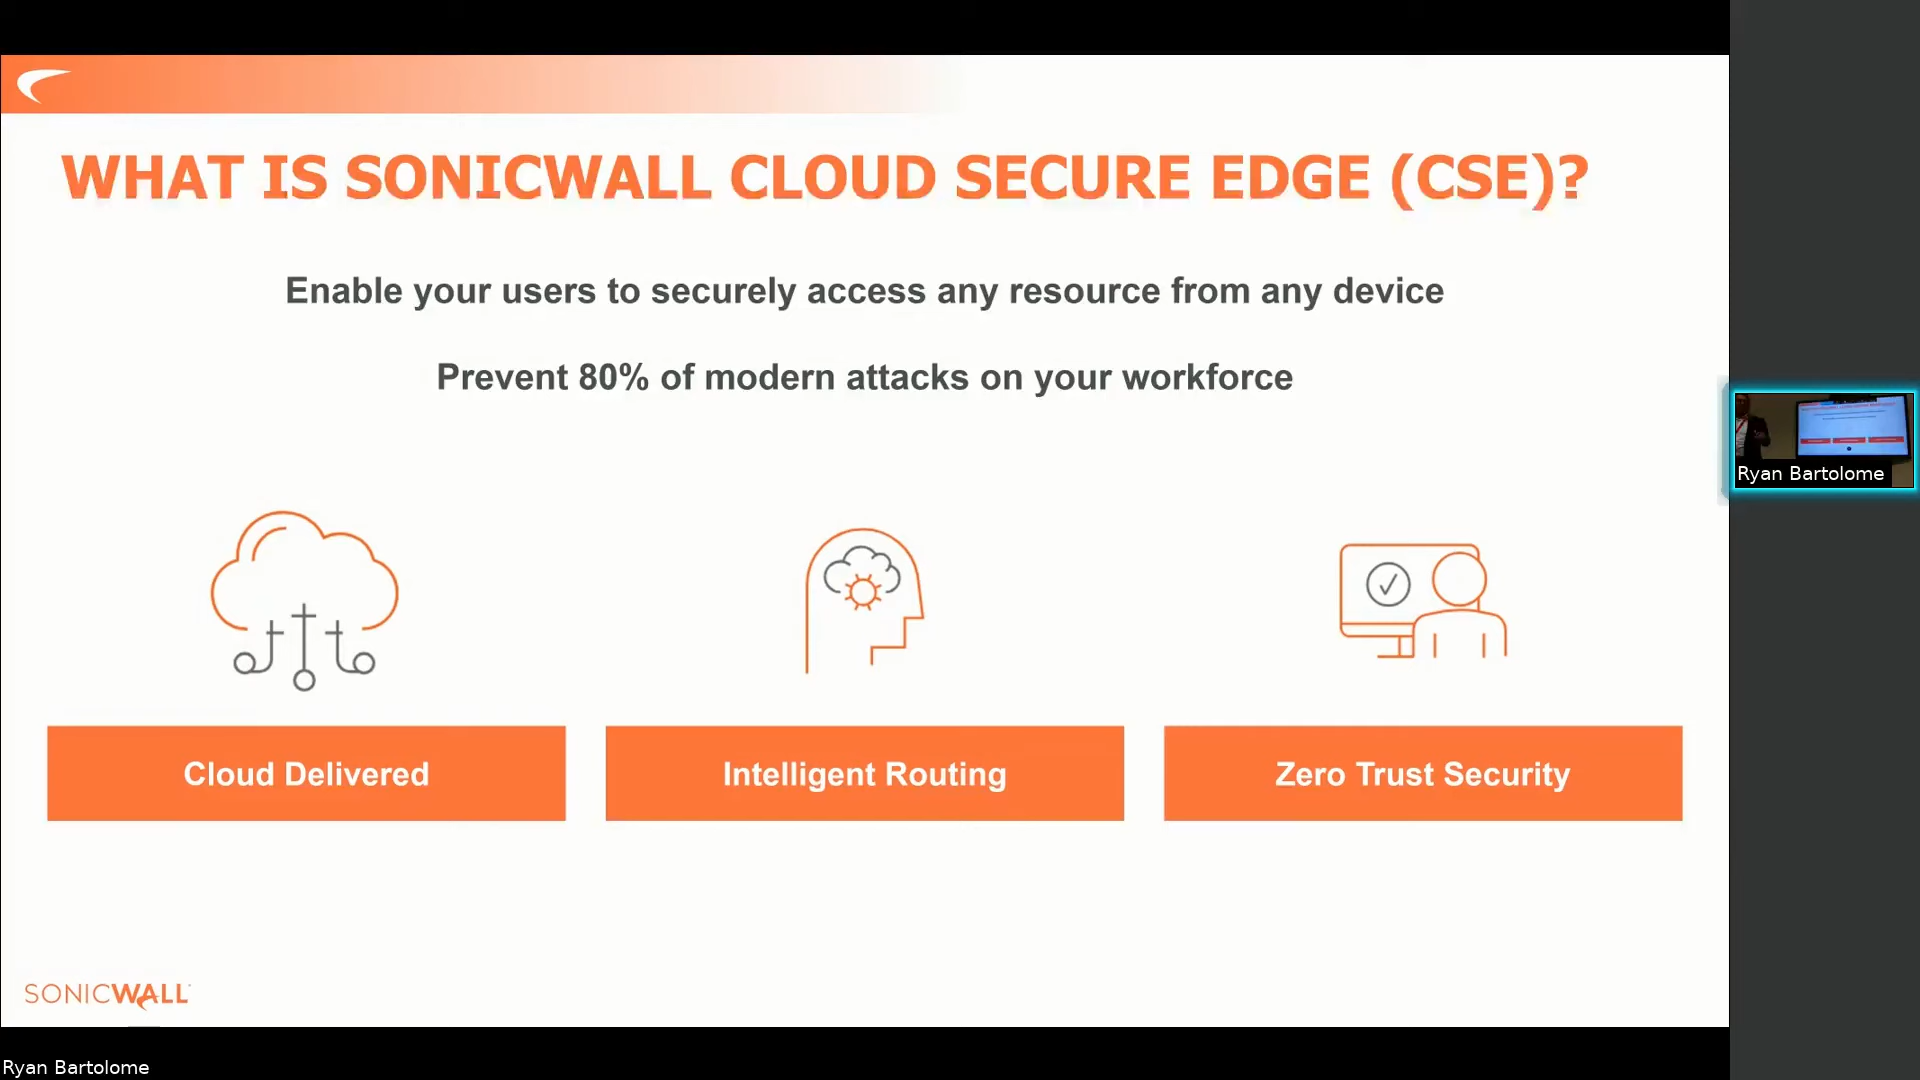 WHAT IS SONICWALL CLOUD SECURE EDGE (CSE)?
Enable your users to securely access any resource from any device
Prevent 80% of modern attacks on your workforce
Cloud Delivered
Intelligent Routing
Zero Trust Security
SONICWALL
Ryan Bartolome
Ryan Bartolome